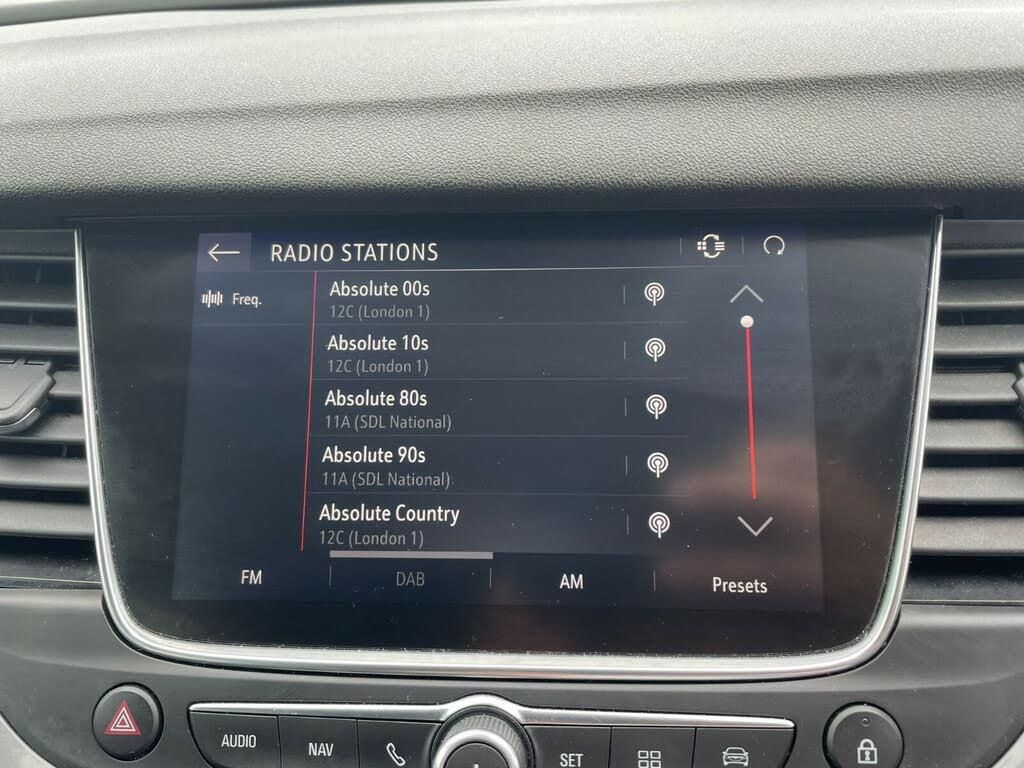 RADIO STATIONS
Freq.
Absolute 00s
12C (London 1)
Absolute 10s
12C (London 1)
Absolute 80s
11A (SDL National)
Absolute 90s
11A (SDL National)
Absolute Country
12C (London 1)
FM
DAB
AM
Presets
AUDIO
NAV
SET